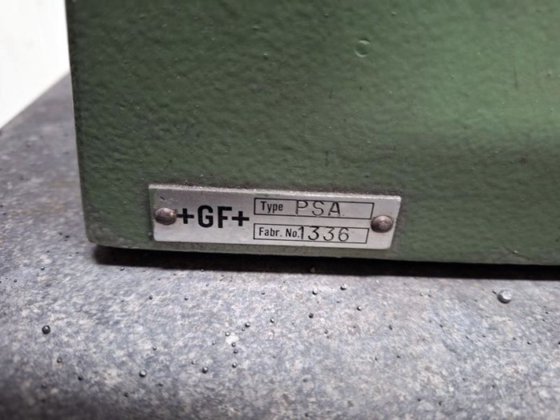 +GF+
Type PSA
Fabr. No. 1336